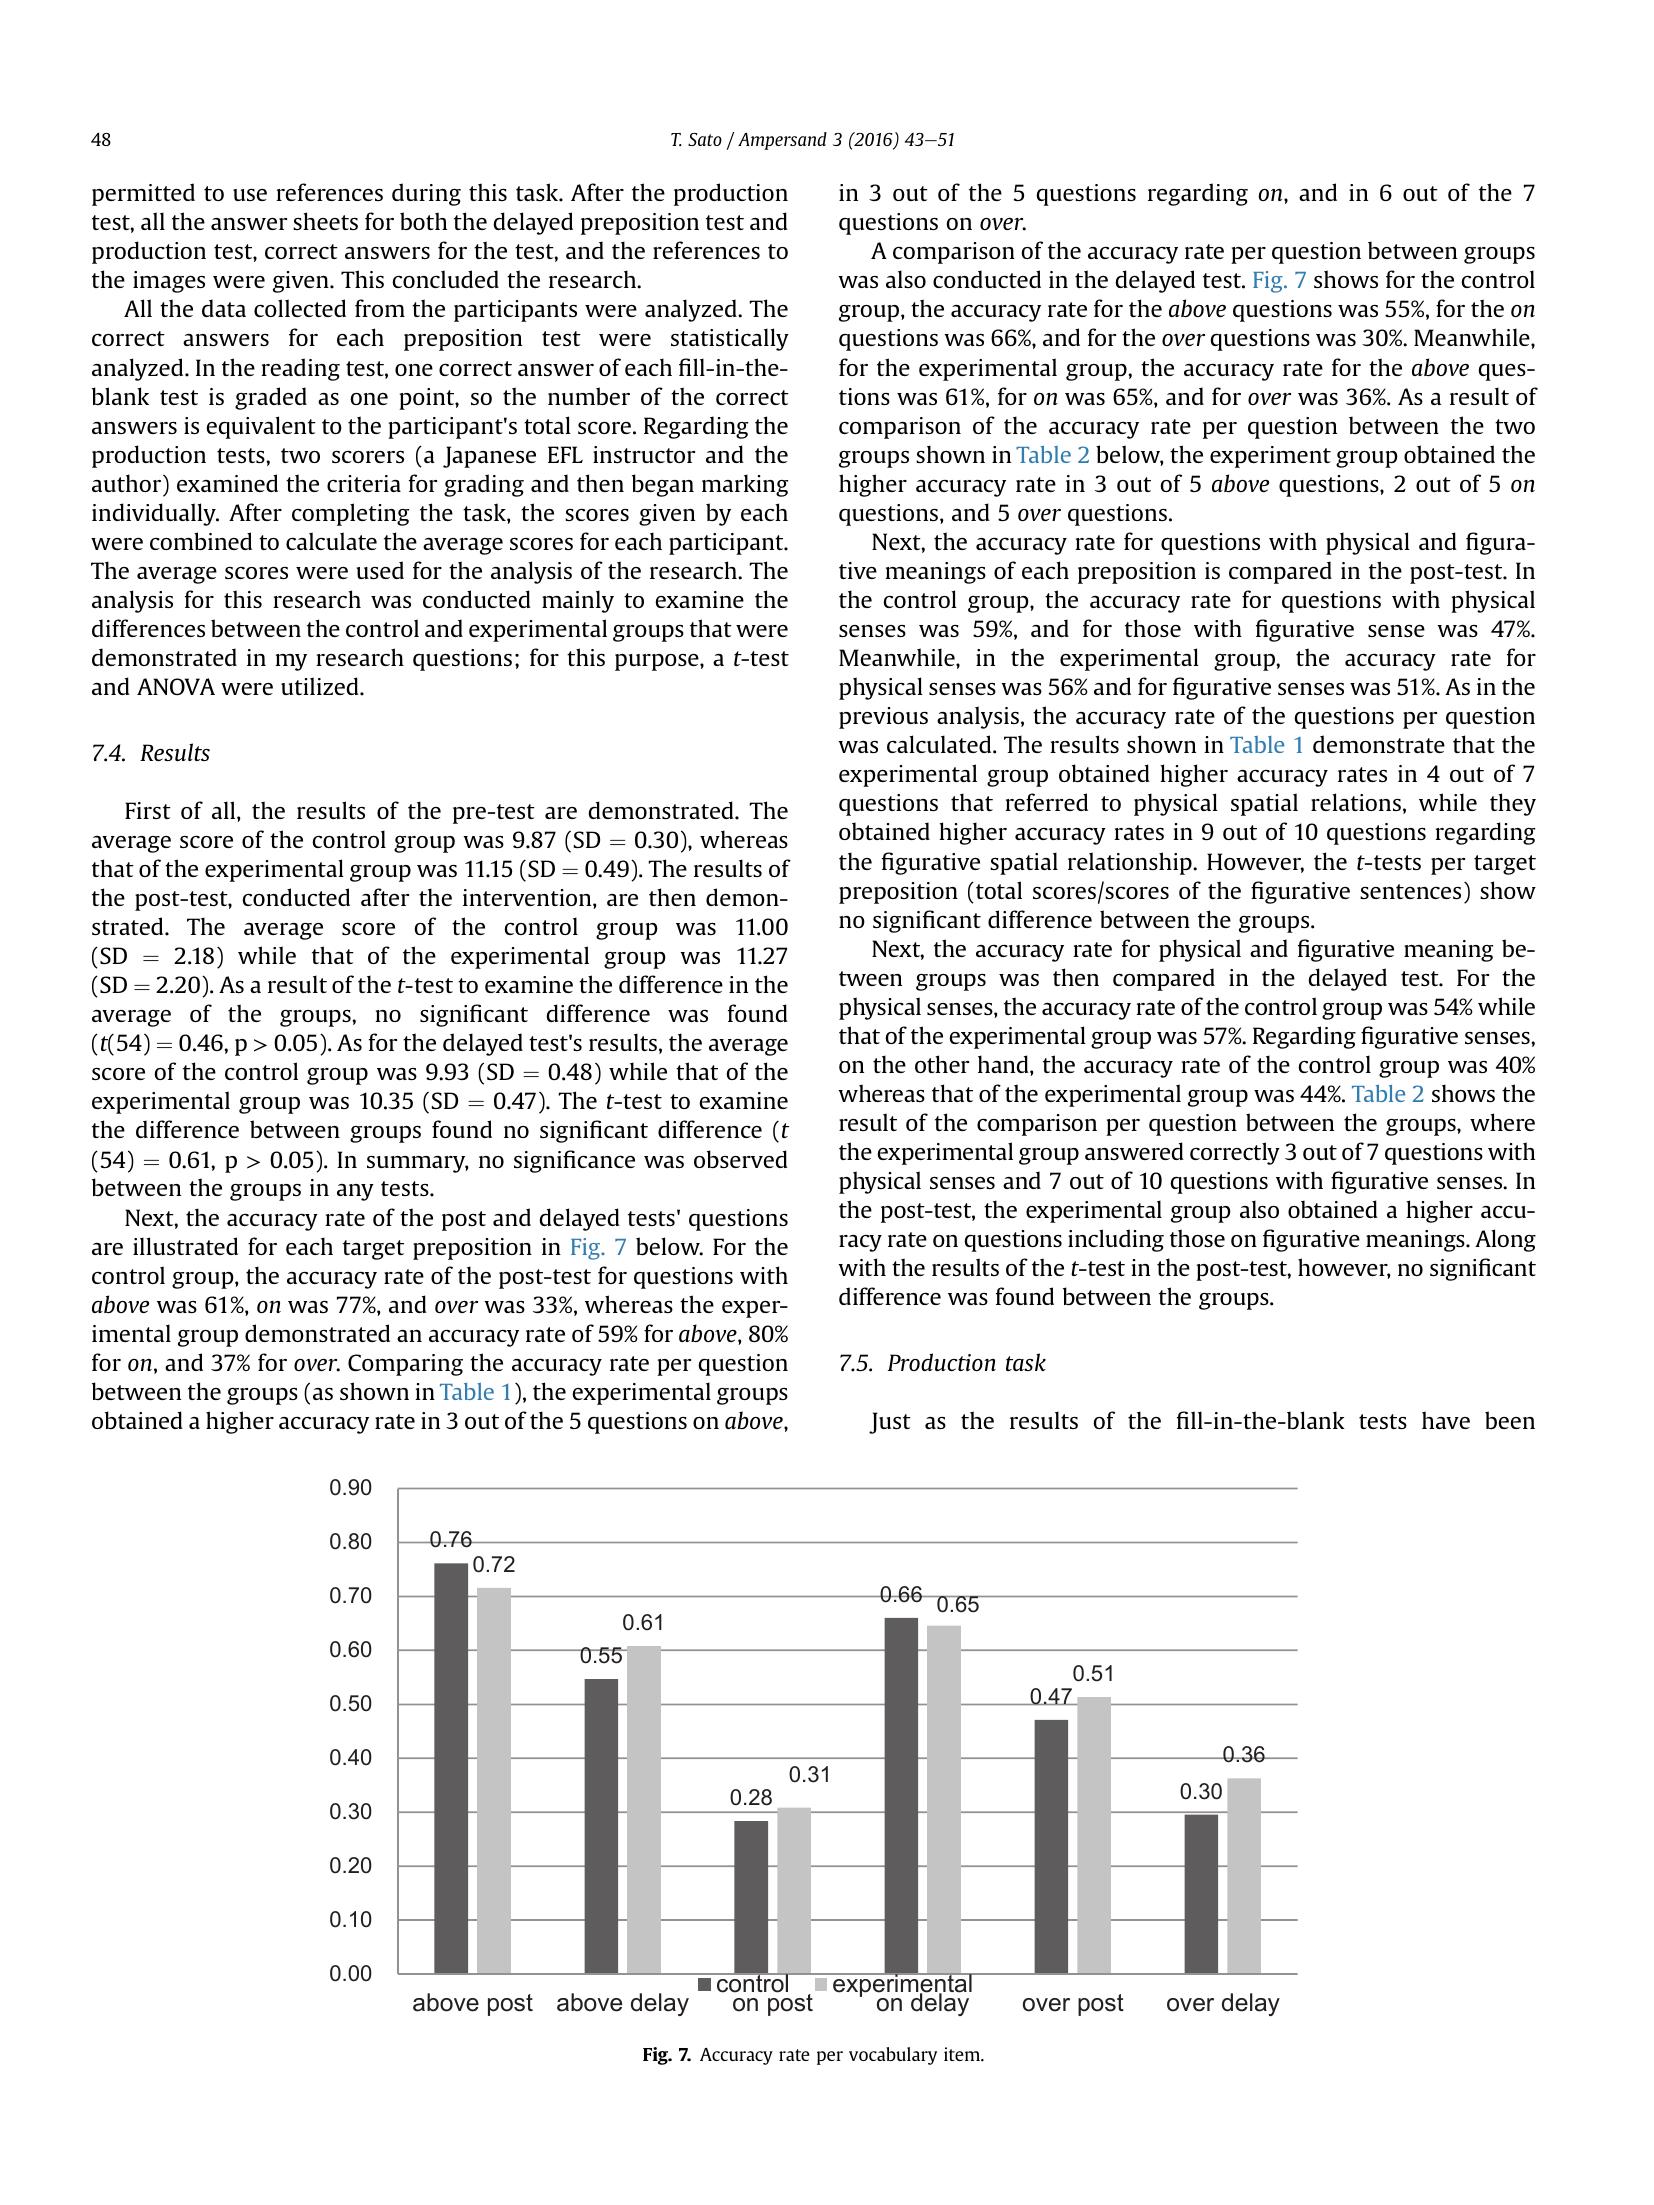 48
T. Sato / Ampersand 3 (2016) 43–51
permitted to use references during this task. After the production
test, all the answer sheets for both the delayed preposition test and
production test, correct answers for the test, and the references to
the images were given. This concluded the research.
All the data collected from the participants were analyzed. The
correct answers for each preposition test were statistically
analyzed. In the reading test, one correct answer of each fill-in-the-
blank test is graded as one point, so the number of the correct
answers is equivalent to the participant's total score. Regarding the
production tests, two scorers (a Japanese EFL instructor and the
author) examined the criteria for grading and then began marking
individually. After completing the task, the scores given by each
were combined to calculate the average scores for each participant.
The average scores were used for the analysis of the research. The
analysis for this research was conducted mainly to examine the
differences between the control and experimental groups that were
demonstrated in my research questions; for this purpose, a t-test
and ANOVA were utilized.
7.4. Results
First of all, the results of the pre-test are demonstrated. The
average score of the control group was 9.87 (SD = 0.30), whereas
that of the experimental group was 11.15 (SD = 0.49). The results of
the post-test, conducted after the intervention, are then demon-
strated. The average score of the control group was 11.00
(SD = 2.18) while that of the experimental group was 11.27
(SD = 2.20). As a result of the t-test to examine the difference in the
average of the groups, no significant difference was found
(t(54) = 0.46, p > 0.05). As for the delayed test's results, the average
score of the control group was 9.93 (SD = 0.48) while that of the
experimental group was 10.35 (SD = 0.47). The t-test to examine
the difference between groups found no significant difference (t
(54) = 0.61, p > 0.05). In summary, no significance was observed
between the groups in any tests.
Next, the accuracy rate of the post and delayed tests' questions
are illustrated for each target preposition in Fig. 7 below. For the
control group, the accuracy rate of the post-test for questions with
above was 61%, on was 77%, and over was 33%, whereas the exper-
imental group demonstrated an accuracy rate of 59% for above, 80%
for on, and 37% for over. Comparing the accuracy rate per question
between the groups (as shown in Table 1), the experimental groups
obtained a higher accuracy rate in 3 out of the 5 questions on above,
in 3 out of the 5 questions regarding on, and in 6 out of the 7
questions on over.
A comparison of the accuracy rate per question between groups
was also conducted in the delayed test. Fig. 7 shows for the control
group, the accuracy rate for the above questions was 55%, for the on
questions was 66%, and for the over questions was 30%. Meanwhile,
for the experimental group, the accuracy rate for the above ques-
tions was 61%, for on was 65%, and for over was 36%. As a result of
comparison of the accuracy rate per question between the two
groups shown in Table 2 below, the experiment group obtained the
higher accuracy rate in 3 out of 5 above questions, 2 out of 5 on
questions, and 5 over questions.
Next, the accuracy rate for questions with physical and figura-
tive meanings of each preposition is compared in the post-test. In
the control group, the accuracy rate for questions with physical
senses was 59%, and for those with figurative sense was 47%.
Meanwhile, in the experimental group, the accuracy rate for
physical senses was 56% and for figurative senses was 51%. As in the
previous analysis, the accuracy rate of the questions per question
was calculated. The results shown in Table 1 demonstrate that the
experimental group obtained higher accuracy rates in 4 out of 7
questions that referred to physical spatial relations, while they
obtained higher accuracy rates in 9 out of 10 questions regarding
the figurative spatial relationship. However, the t-tests per target
preposition (total scores/scores of the figurative sentences) show
no significant difference between the groups.
Next, the accuracy rate for physical and figurative meaning be-
tween groups was then compared in the delayed test. For the
physical senses, the accuracy rate of the control group was 54% while
that of the experimental group was 57%. Regarding figurative senses,
on the other hand, the accuracy rate of the control group was 40%
whereas that of the experimental group was 44%. Table 2 shows the
result of the comparison per question between the groups, where
the experimental group answered correctly 3 out of 7 questions with
physical senses and 7 out of 10 questions with figurative senses. In
the post-test, the experimental group also obtained a higher accu-
racy rate on questions including those on figurative meanings. Along
with the results of the t-test in the post-test, however, no significant
difference was found between the groups.
7.5. Production task
Just as the results of the fill-in-the-blank tests have been
0.90
0.80
0.70
0.60
0.50
0.40
0.30
0.20
0.10
0.00
0.76
0.72
0.55
0.61
0.28
0.31
0.66
0.65
0.47
0.51
0.30
0.36
control
experimental
above post
above delay
on post
on delay
over post
over delay
Fig. 7. Accuracy rate per vocabulary item.